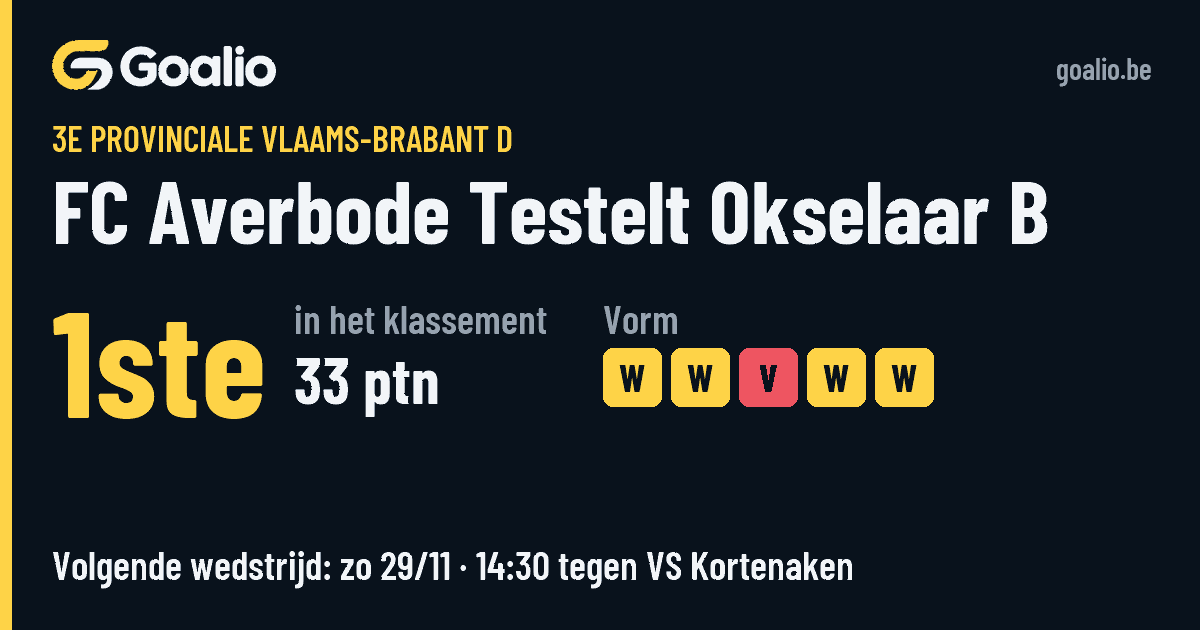 Goalio
goalio.be
3E PROVINCIALE VLAAMS-BRABANT D
FC Averbode Testelt Okselaar B
1ste
in het klassement
33 ptn
Vorm
W W V W W
Volgende wedstrijd: zo 29/11 · 14:30 tegen VS Kortenaken